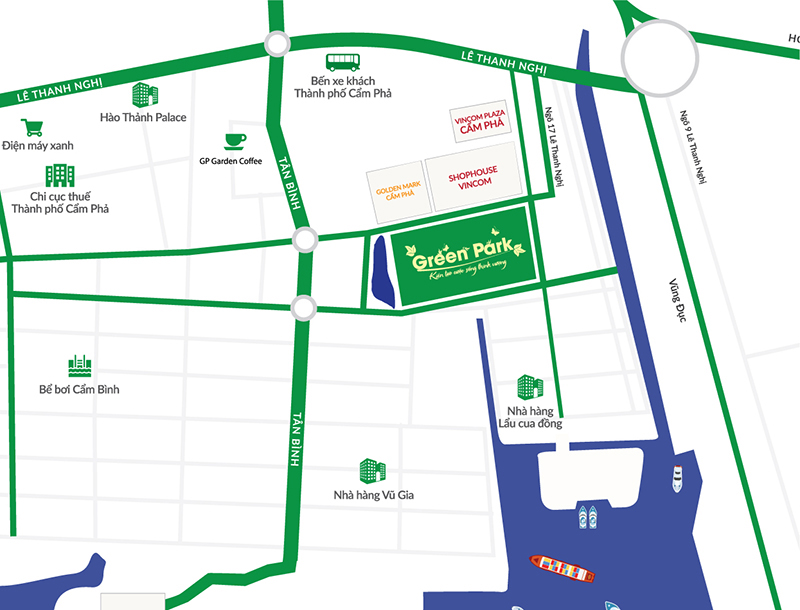 HO
LÊ THANH NGHỊ
LÊ THANH NGHỊ
Bến xe khách
Thành phố Cẩm Phả
Hào Thảnh Palace
VINCOM PLAZA
CẨM PHẢ
Ngõ 17 Lê Thanh Nghị
Ngõ 9 Lê Thanh Nghị
Điện máy xanh
GP Garden Coffee
TÂN BÌNH
Chi cục thuế
Thành phố Cẩm Phả
GOLDEN MARK
CẨM PHẢ
SHOPHOUSE
VINCOM
Green Park
Kiến tạo cuộc sống thịnh vượng
Vũng Đục
Bể bơi Cẩm Bình
Nhà hàng
Lẩu cua đồng
TÂN BÌNH
Nhà hàng Vũ Gia